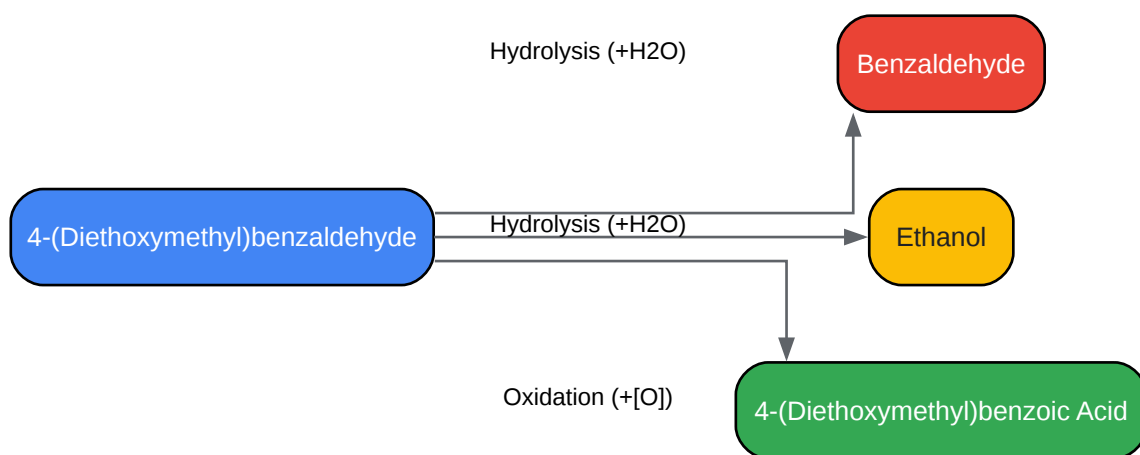 Hydrolysis (+H2O)
Benzaldehyde
4-(Diethoxymethyl)benzaldehyde
Hydrolysis (+H2O)
Ethanol
Oxidation (+[O])
4-(Diethoxymethyl)benzoic Acid